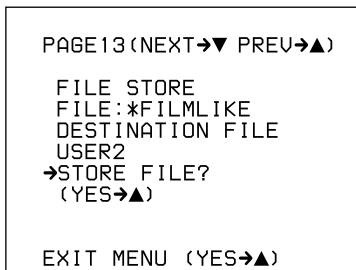 PAGE13(NEXT→▼ PREV→▲)
FILE STORE
FILE:*FILMLIKE
DESTINATION FILE
USER2
→STORE FILE?
(YES→▲)
EXIT MENU (YES→▲)